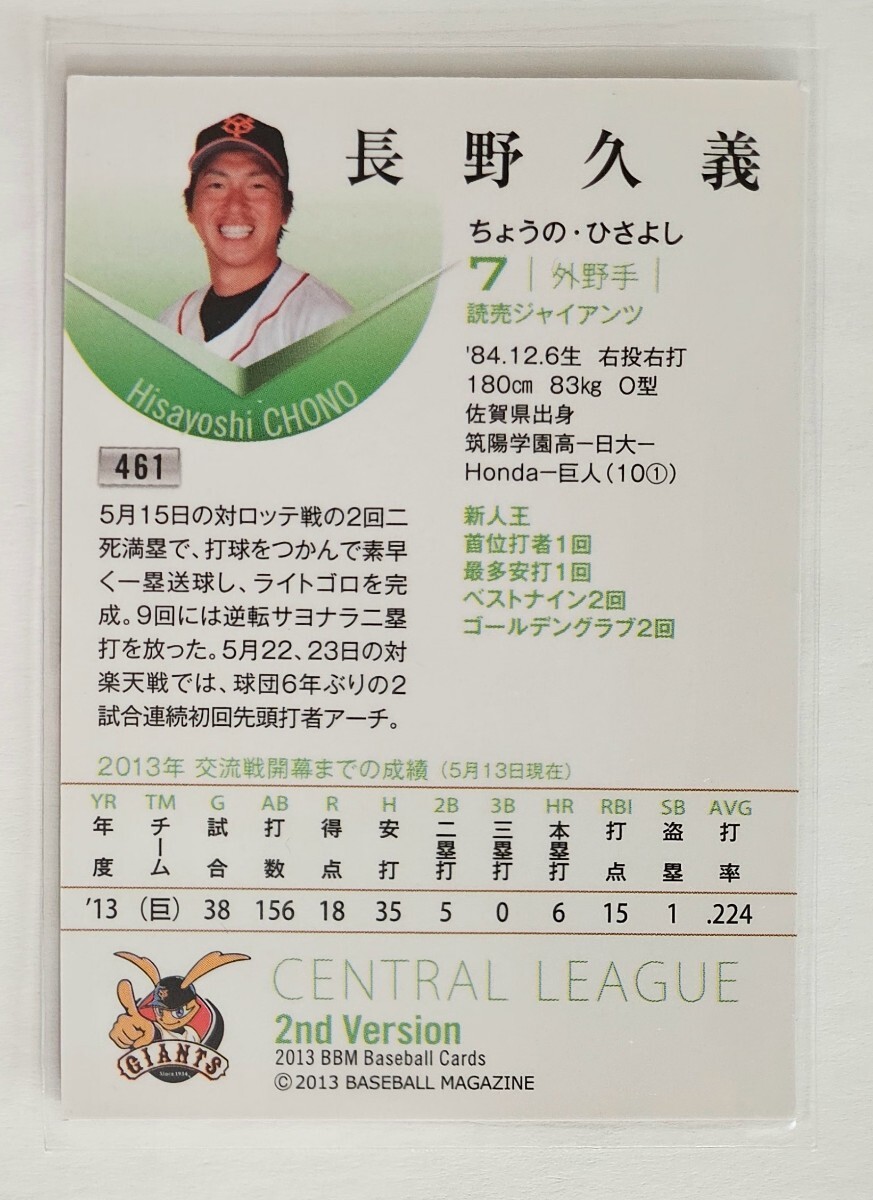 長野久義
ちょうの・ひさよし
7 | 外野手 |
読売ジャイアンツ
Hisayoshi CHONO
'84.12.6生 右投右打
180㎝ 83㎏ O型
佐賀県出身
筑陽学園高ー日大ー
Hondaー巨人(10①)
461
5月15日の対ロッテ戦の2回二
死満塁で、打球をつかんで素早
く一塁送球し、ライトゴロを完
成。9回には逆転サヨナラ二塁
打を放った。5月22、23日の対
楽天戦では、球団6年ぶりの2
試合連続初回先頭打者アーチ。
新人王
首位打者1回
最多安打1回
ベストナイン2回
ゴールデングラブ2回
2013年 交流戦開幕までの成績(5月13日現在)
YR TM G AB R H 2B 3B HR RBI SB AVG
年度 チーム 試合 打数 得点 安打 二塁打 三塁打 本塁打 打点 盗塁 打率
'13 (巨) 38 156 18 35 5 0 6 15 1 .224
GIANTS
Since 1934
CENTRAL LEAGUE
2nd Version
2013 BBM Baseball Cards
©2013 BASEBALL MAGAZINE